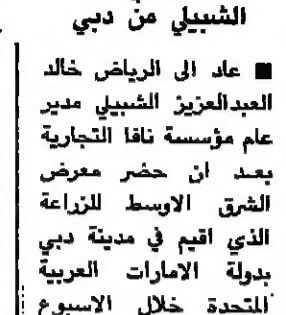 الشبيلي من دبي
■ عاد الى الرياض خالد
العبدالعزيز الشبيلي مدير
عام مؤسسة نافا التجارية
بعد ان حضر معرض
الشرق الاوسط للزراعة
الذي اقيم في مدينة دبي
بدولة الامارات العربية
المتحدة خلال الاسبوع